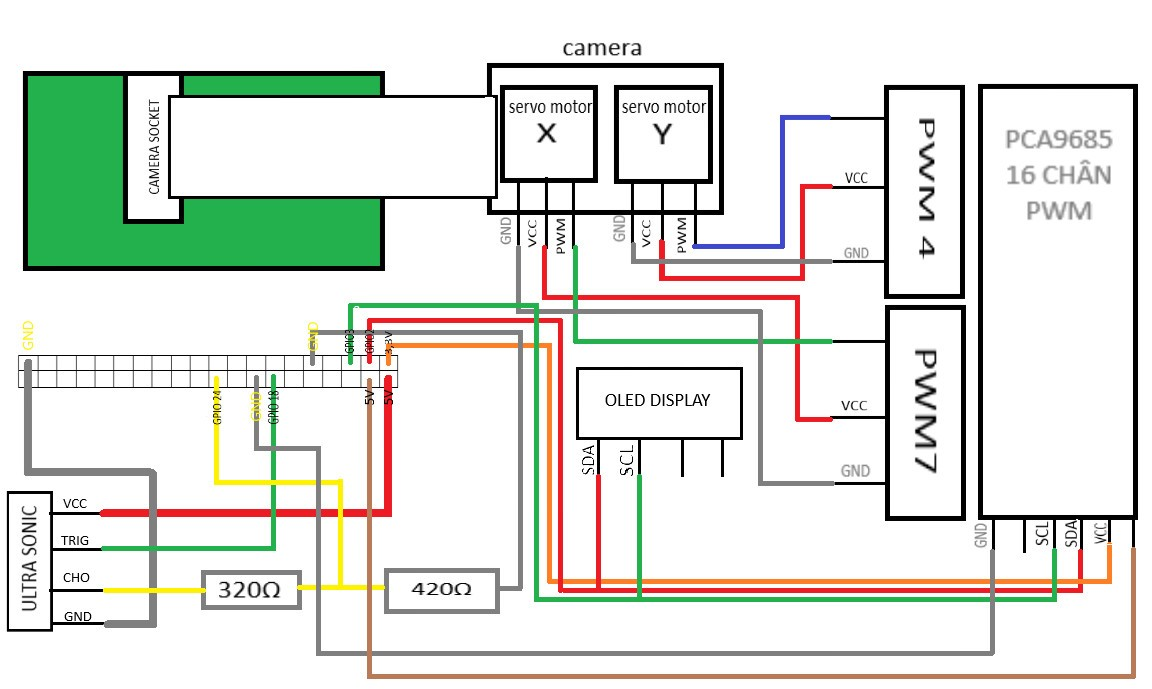 camera
CAMERA SOCKET
servo motor
X
servo motor
Y
GND
VCC
PWM
GND
VCC
PWM
VCC
GND
PWM 4
PCA9685
16 CHÂN
PWM
VCC
GND
PWM7
GND
SCL
SDA
VCC
GND
GND
GPIO3
GPIO2
3,3V
GPIO 24
GND
GPIO 18
5V
5V
OLED DISPLAY
SDA
SCL
ULTRA SONIC
VCC
TRIG
CHO
GND
320Ω
420Ω